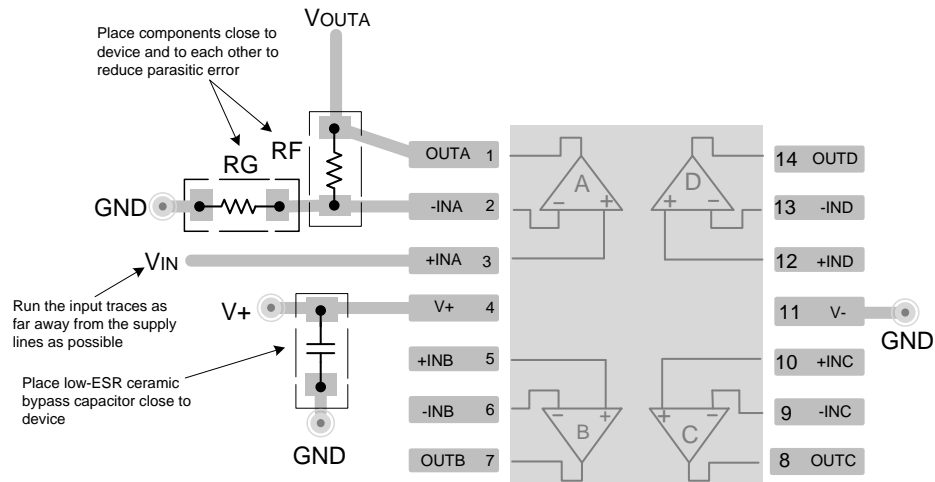 VOUTA
Place components close to
device and to each other to
reduce parasitic error
RF
RG
GND
VIN
Run the input traces as
far away from the supply
lines as possible
V+
Place low-ESR ceramic
bypass capacitor close to
device
GND
OUTA 1
-INA 2
+INA 3
V+ 4
+INB 5
-INB 6
OUTB 7
A
D
B
C
− +
+ −
− +
+ −
14 OUTD
13 -IND
12 +IND
11 V-
10 +INC
9 -INC
8 OUTC
GND